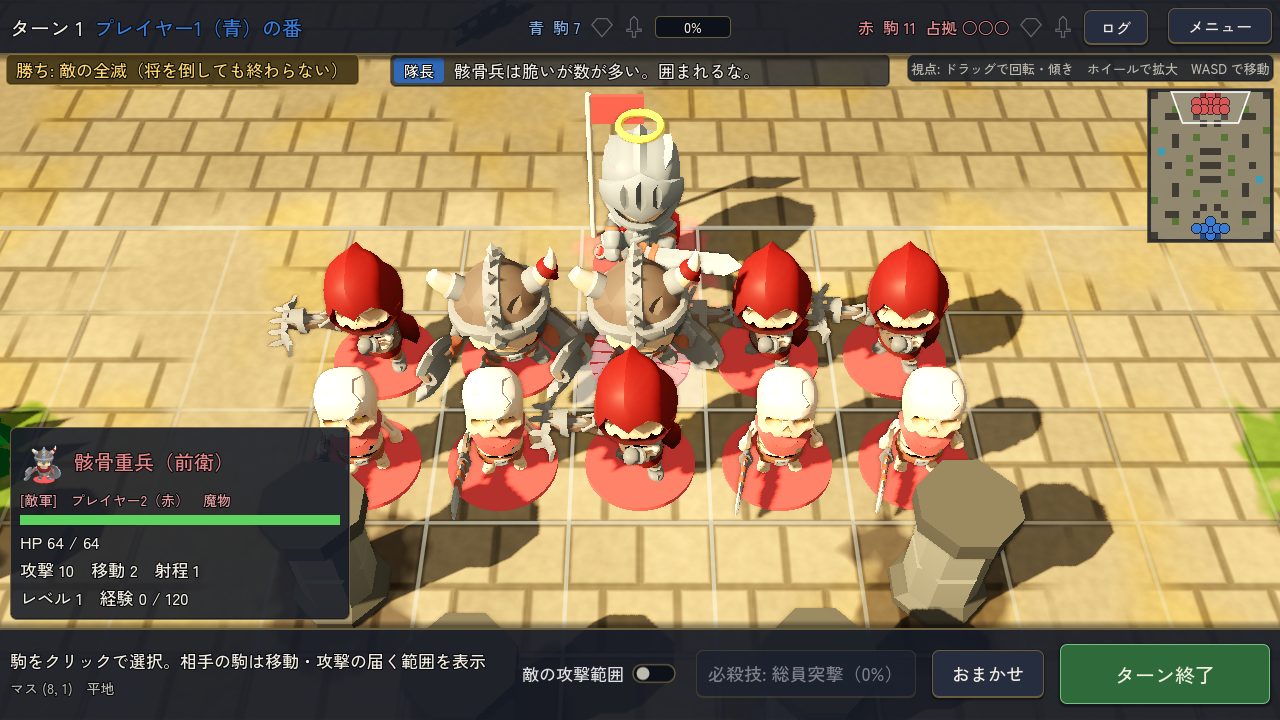 ターン 1 プレイヤー1（青）の番
青 駒 7
0%
赤 駒 11 占拠 〇〇〇
ログ
メニュー
勝ち: 敵の全滅（将を倒しても終わらない）
隊長 骸骨兵は脆いが数が多い。囲まれるな。
視点: ドラッグで回転・傾き ホイールで拡大 WASD で移動
骸骨重兵（前衛）
[敵軍] プレイヤー2（赤） 魔物
HP 64 / 64
攻撃 10 移動 2 射程 1
レベル 1 経験 0 / 120
駒をクリックで選択。相手の駒は移動・攻撃の届く範囲を表示
マス (8, 1) 平地
敵の攻撃範囲
必殺技: 総員突撃（0%）
おまかせ
ターン終了